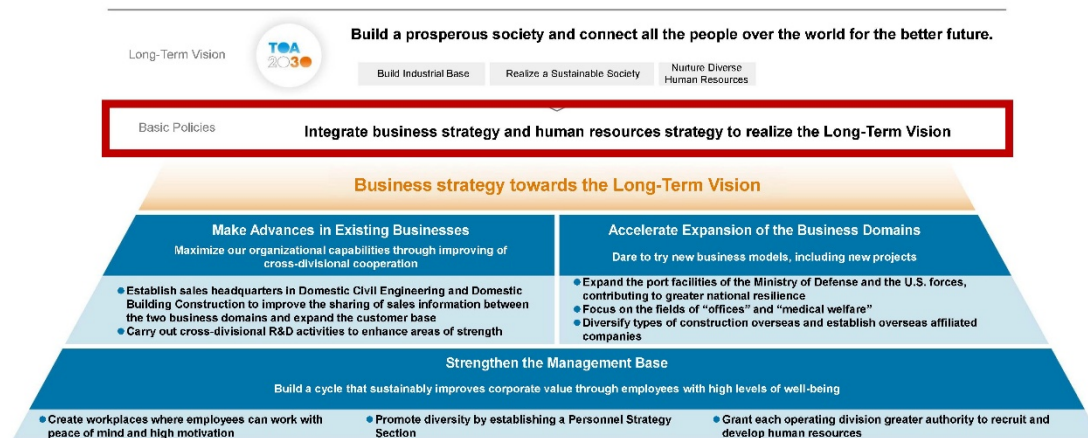 Long-Term Vision
TOA
2030
Build a prosperous society and connect all the people over the world for the better future.
Build Industrial Base
Realize a Sustainable Society
Nurture Diverse
Human Resources
Basic Policies
Integrate business strategy and human resources strategy to realize the Long-Term Vision
Business strategy towards the Long-Term Vision
Make Advances in Existing Businesses
Maximize our organizational capabilities through improving of
cross-divisional cooperation
● Establish sales headquarters in Domestic Civil Engineering and Domestic
Building Construction to improve the sharing of sales information between
the two business domains and expand the customer base
● Carry out cross-divisional R&D activities to enhance areas of strength
Accelerate Expansion of the Business Domains
Dare to try new business models, including new projects
● Expand the port facilities of the Ministry of Defense and the U.S. forces,
contributing to greater national resilience
● Focus on the fields of "offices" and "medical welfare"
● Diversify types of construction overseas and establish overseas affiliated
companies
Strengthen the Management Base
Build a cycle that sustainably improves corporate value through employees with high levels of well-being
● Create workplaces where employees can work with
peace of mind and high motivation
● Promote diversity by establishing a Personnel Strategy
Section
● Grant each operating division greater authority to recruit and
develop human resources